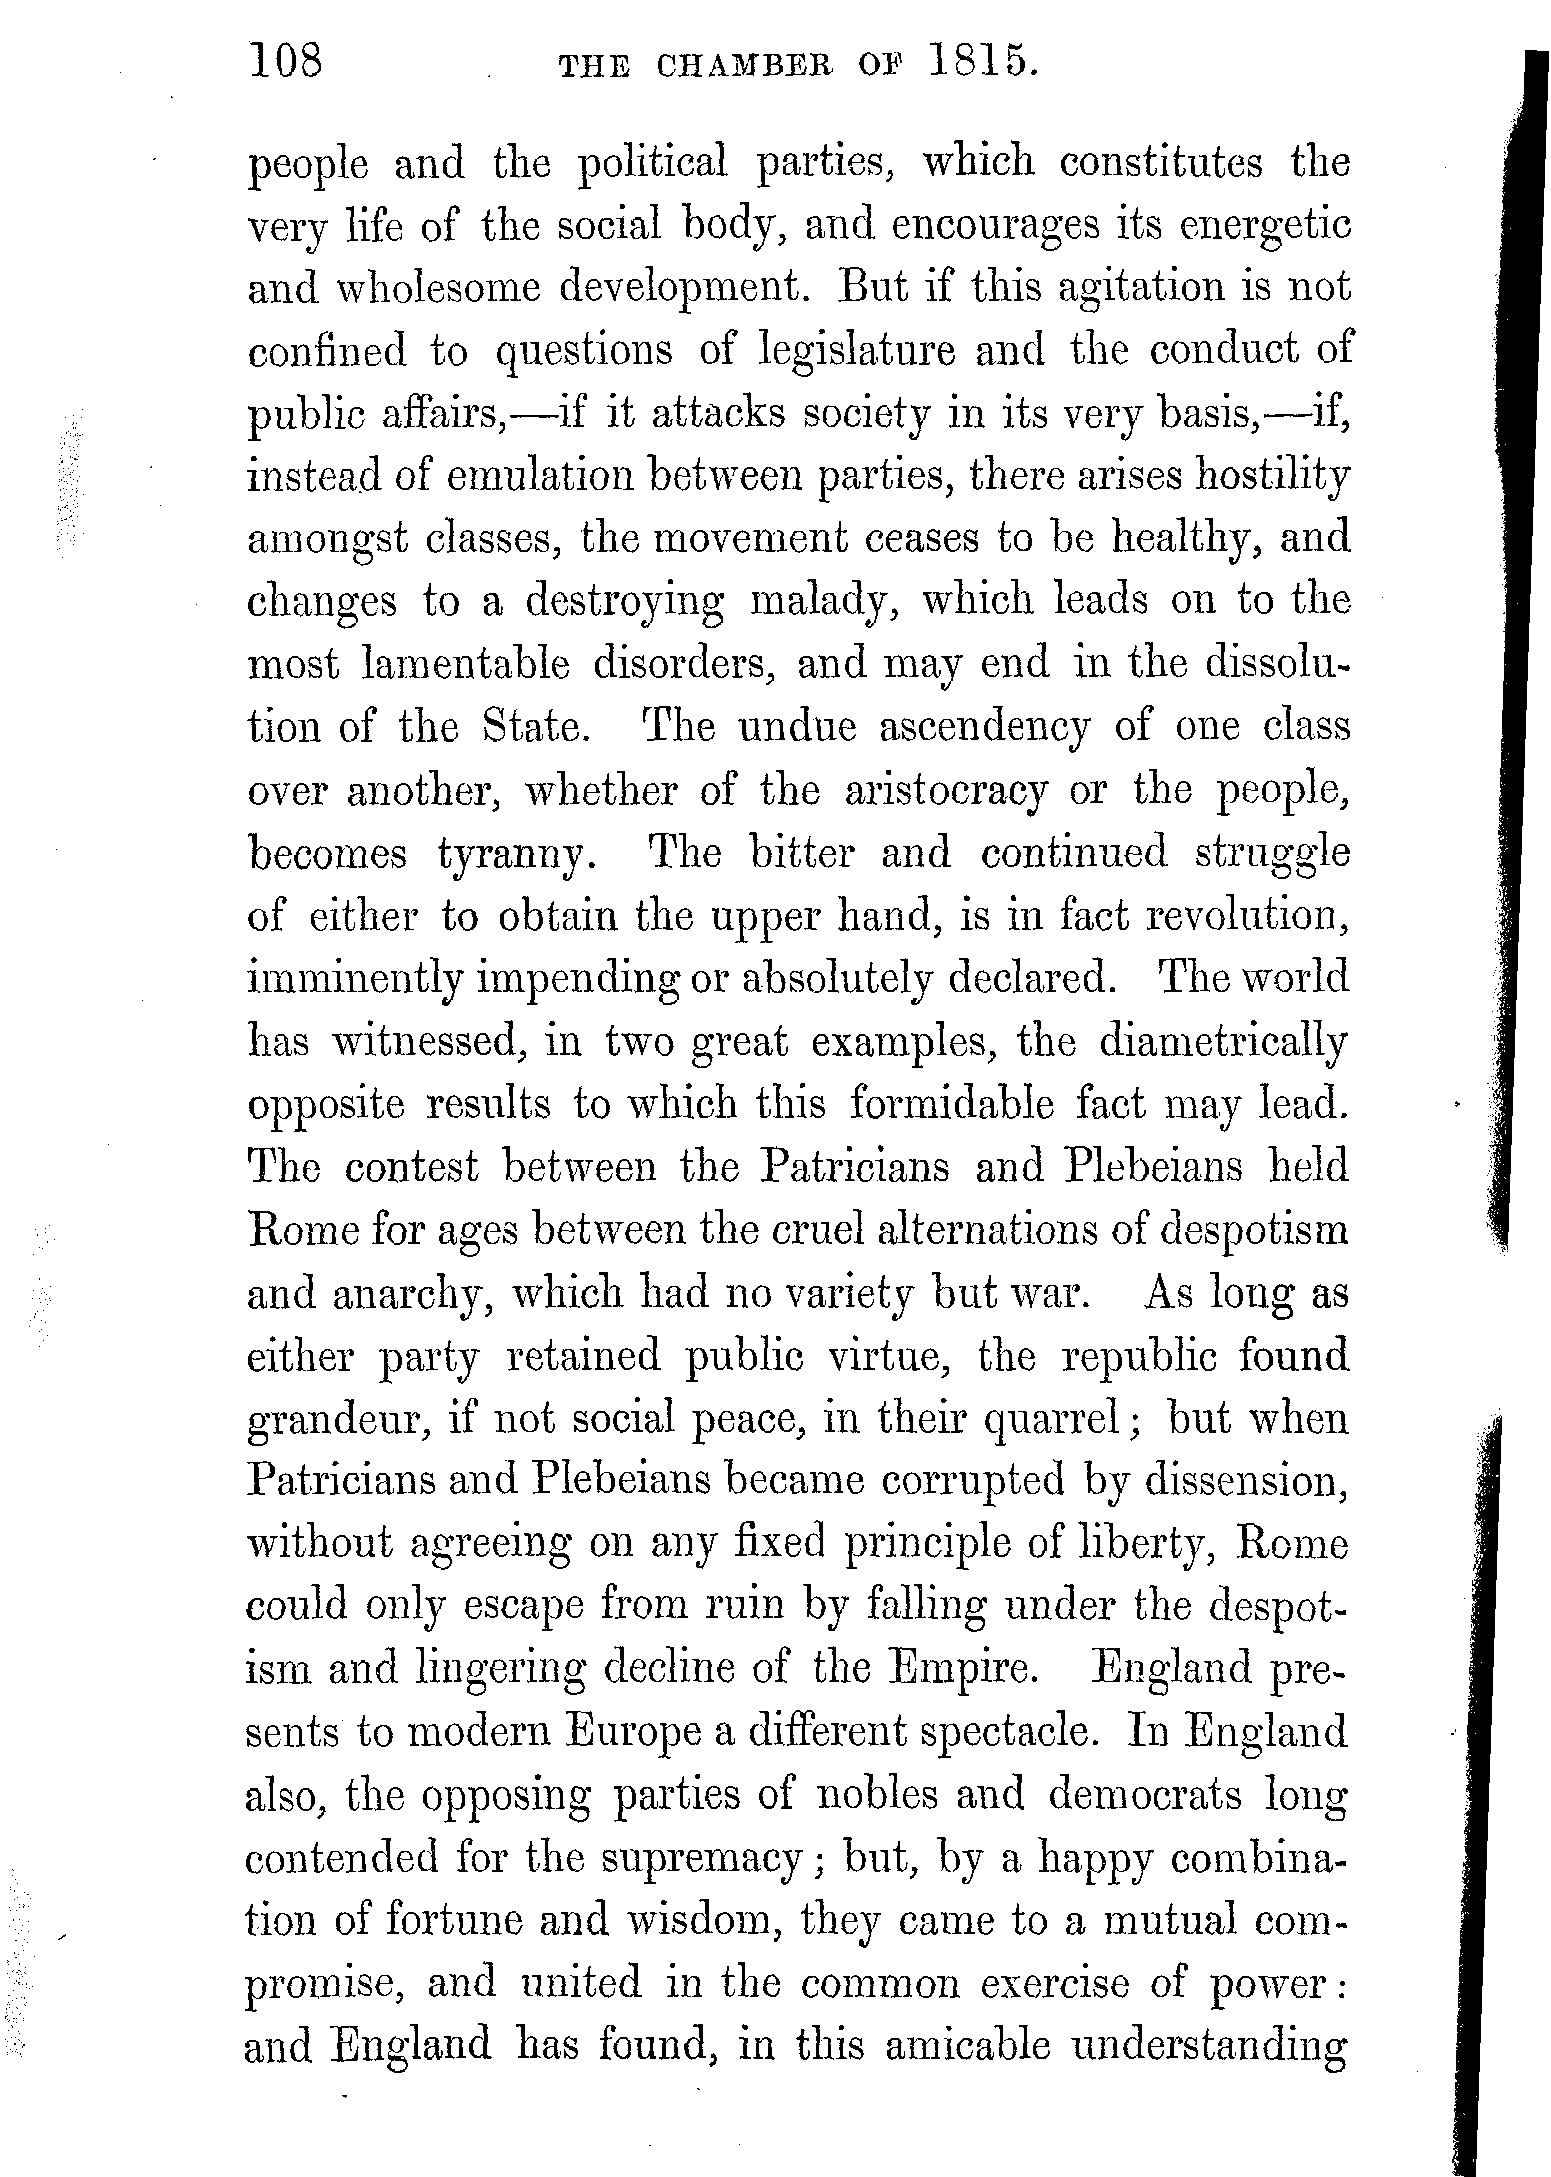 108 THE CHAMBER OF 1815.
people and the political parties, which constitutes the
very life of the social body, and encourages its energetic
and wholesome development. But if this agitation is not
confined to questions of legislature and the conduct of
public affairs,—if it attacks society in its very basis,—if,
instead of emulation between parties, there arises hostility
amongst classes, the movement ceases to be healthy, and
changes to a destroying malady, which leads on to the
most lamentable disorders, and may end in the dissolu-
tion of the State. The undue ascendency of one class
over another, whether of the aristocracy or the people,
becomes tyranny. The bitter and continued struggle
of either to obtain the upper hand, is in fact revolution,
imminently impending or absolutely declared. The world
has witnessed, in two great examples, the diametrically
opposite results to which this formidable fact may lead.
The contest between the Patricians and Plebeians held
Rome for ages between the cruel alternations of despotism
and anarchy, which had no variety but war. As long as
either party retained public virtue, the republic found
grandeur, if not social peace, in their quarrel; but when
Patricians and Plebeians became corrupted by dissension,
without agreeing on any fixed principle of liberty, Rome
could only escape from ruin by falling under the despot-
ism and lingering decline of the Empire. England pre-
sents to modern Europe a different spectacle. In England
also, the opposing parties of nobles and democrats long
contended for the supremacy; but, by a happy combina-
tion of fortune and wisdom, they came to a mutual com-
promise, and united in the common exercise of power:
and England has found, in this amicable understanding